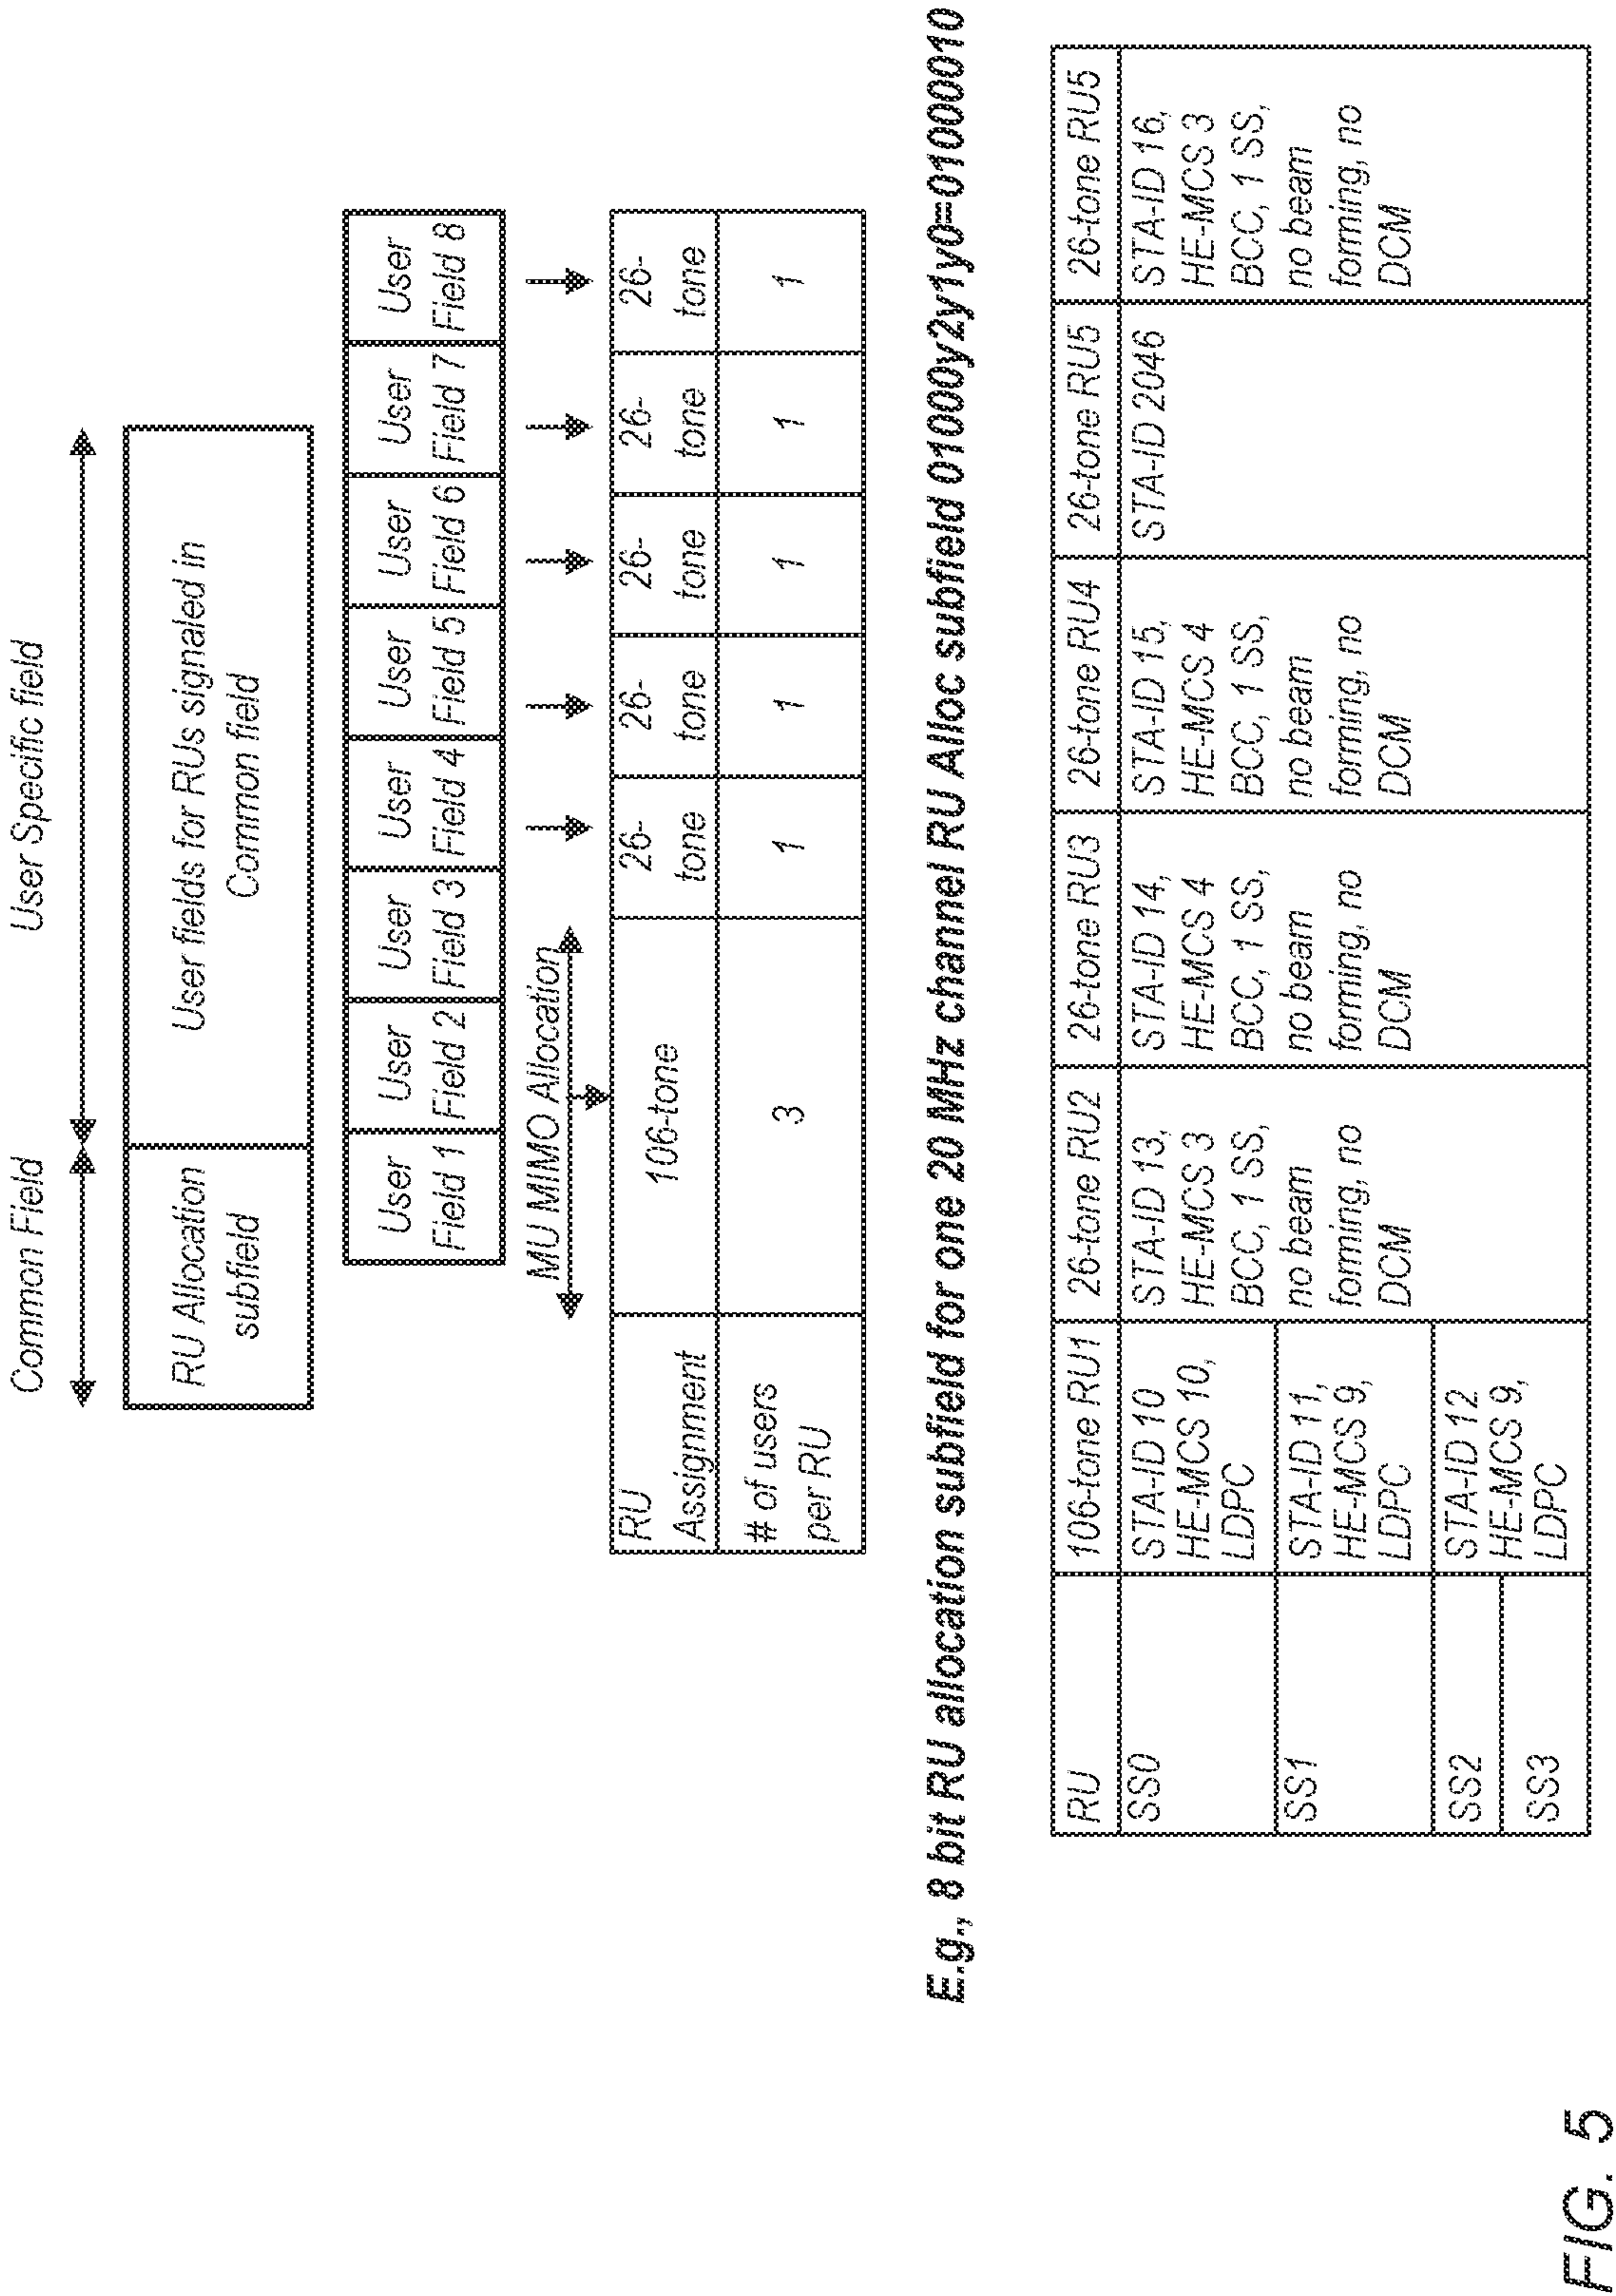 Common Field
User Specific field
RU Allocation
subfield
User fields for RUs signaled in
Common field
User
Field 1
User
Field 2
User
Field 3
User
Field 4
User
Field 5
User
Field 6
User
Field 7
User
Field 8
MU MIMO Allocation
RU
Assignment
106-tone
26-
tone
26-
tone
26-
tone
26-
tone
26-
tone
# of users
per RU
3
1
1
1
1
1
E.g., 8 bit RU allocation subfield for one 20 MHz channel RU Alloc subfield 01000y2y1y0=01000010
RU
106-tone RU1
26-tone RU2
26-tone RU3
26-tone RU4
26-tone RU5
26-tone RU5
SS0
STA-ID 10
HE-MCS 10,
LDPC
SS1
STA-ID 11,
HE-MCS 9,
LDPC
SS2
SS3
STA-ID 12
HE-MCS 9,
LDPC
STA-ID 13,
HE-MCS 3
BCC, 1 SS,
no beam
forming, no
DCM
STA-ID 14,
HE-MCS 4
BCC, 1 SS,
no beam
forming, no
DCM
STA-ID 15,
HE-MCS 4
BCC, 1 SS,
no beam
forming, no
DCM
STA-ID 2046
STA-ID 16,
HE-MCS 3
BCC, 1 SS,
no beam
forming, no
DCM
FIG. 5